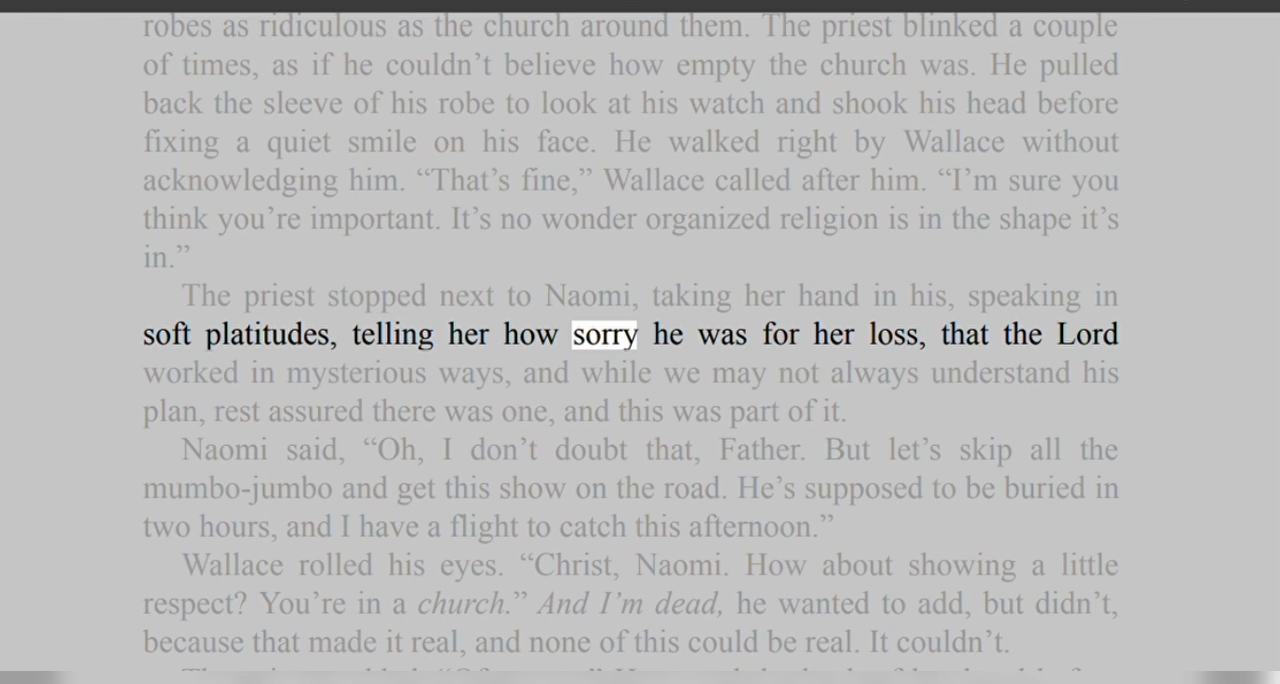 robes as ridiculous as the church around them. The priest blinked a couple
of times, as if he couldn’t believe how empty the church was. He pulled
back the sleeve of his robe to look at his watch and shook his head before
fixing a quiet smile on his face. He walked right by Wallace without
acknowledging him. “That’s fine,” Wallace called after him. “I’m sure you
think you’re important. It’s no wonder organized religion is in the shape it’s
in.”
The priest stopped next to Naomi, taking her hand in his, speaking in
soft platitudes, telling her how sorry he was for her loss, that the Lord
worked in mysterious ways, and while we may not always understand his
plan, rest assured there was one, and this was part of it.
Naomi said, “Oh, I don’t doubt that, Father. But let’s skip all the
mumbo-jumbo and get this show on the road. He’s supposed to be buried in
two hours, and I have a flight to catch this afternoon.”
Wallace rolled his eyes. “Christ, Naomi. How about showing a little
respect? You’re in a church.” And I’m dead, he wanted to add, but didn’t,
because that made it real, and none of this could be real. It couldn’t.